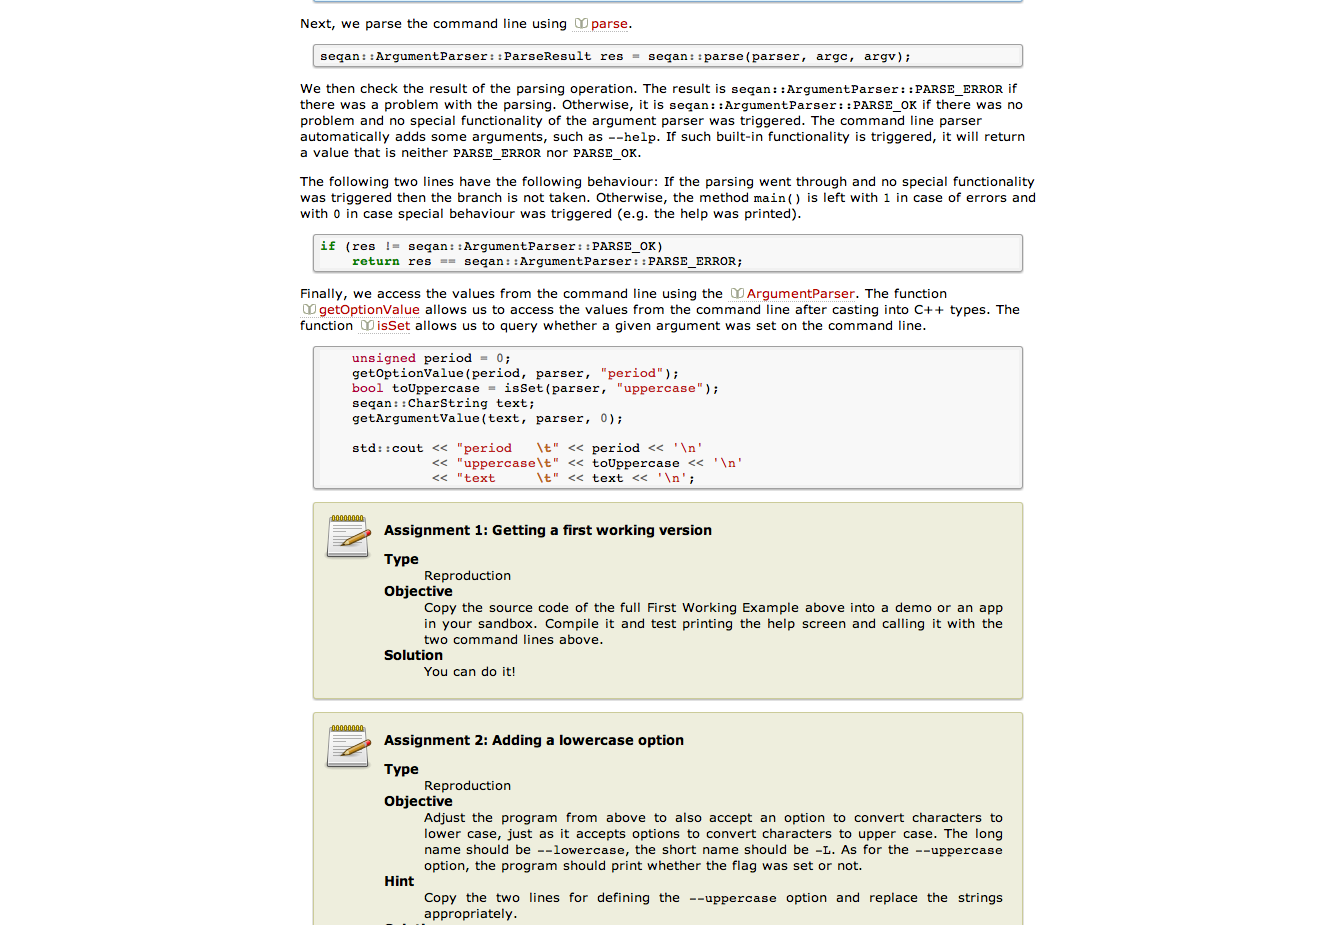 Next, we parse the command line using parse.
seqan::ArgumentParser::ParseResult res = seqan::parse(parser, argc, argv);
We then check the result of the parsing operation. The result is seqan::ArgumentParser::PARSE_ERROR if
there was a problem with the parsing. Otherwise, it is seqan::ArgumentParser::PARSE_OK if there was no
problem and no special functionality of the argument parser was triggered. The command line parser
automatically adds some arguments, such as --help. If such built-in functionality is triggered, it will return
a value that is neither PARSE_ERROR nor PARSE_OK.
The following two lines have the following behaviour: If the parsing went through and no special functionality
was triggered then the branch is not taken. Otherwise, the method main() is left with 1 in case of errors and
with 0 in case special behaviour was triggered (e.g. the help was printed).
if (res != seqan::ArgumentParser::PARSE_OK)
    return res == seqan::ArgumentParser::PARSE_ERROR;
Finally, we access the values from the command line using the ArgumentParser. The function
getOptionValue allows us to access the values from the command line after casting into C++ types. The
function isSet allows us to query whether a given argument was set on the command line.
    unsigned period = 0;
    getOptionValue(period, parser, "period");
    bool toUppercase = isSet(parser, "uppercase");
    seqan::CharString text;
    getArgumentValue(text, parser, 0);
    std::cout << "period   \t" << period << '\n'
              << "uppercase\t" << toUppercase << '\n'
              << "text     \t" << text << '\n';
Assignment 1: Getting a first working version
Type
Reproduction
Objective
Copy the source code of the full First Working Example above into a demo or an app
in your sandbox. Compile it and test printing the help screen and calling it with the
two command lines above.
Solution
You can do it!
Assignment 2: Adding a lowercase option
Type
Reproduction
Objective
Adjust the program from above to also accept an option to convert characters to
lower case, just as it accepts options to convert characters to upper case. The long
name should be --lowercase, the short name should be -L. As for the --uppercase
option, the program should print whether the flag was set or not.
Hint
Copy the two lines for defining the --uppercase option and replace the strings
appropriately.